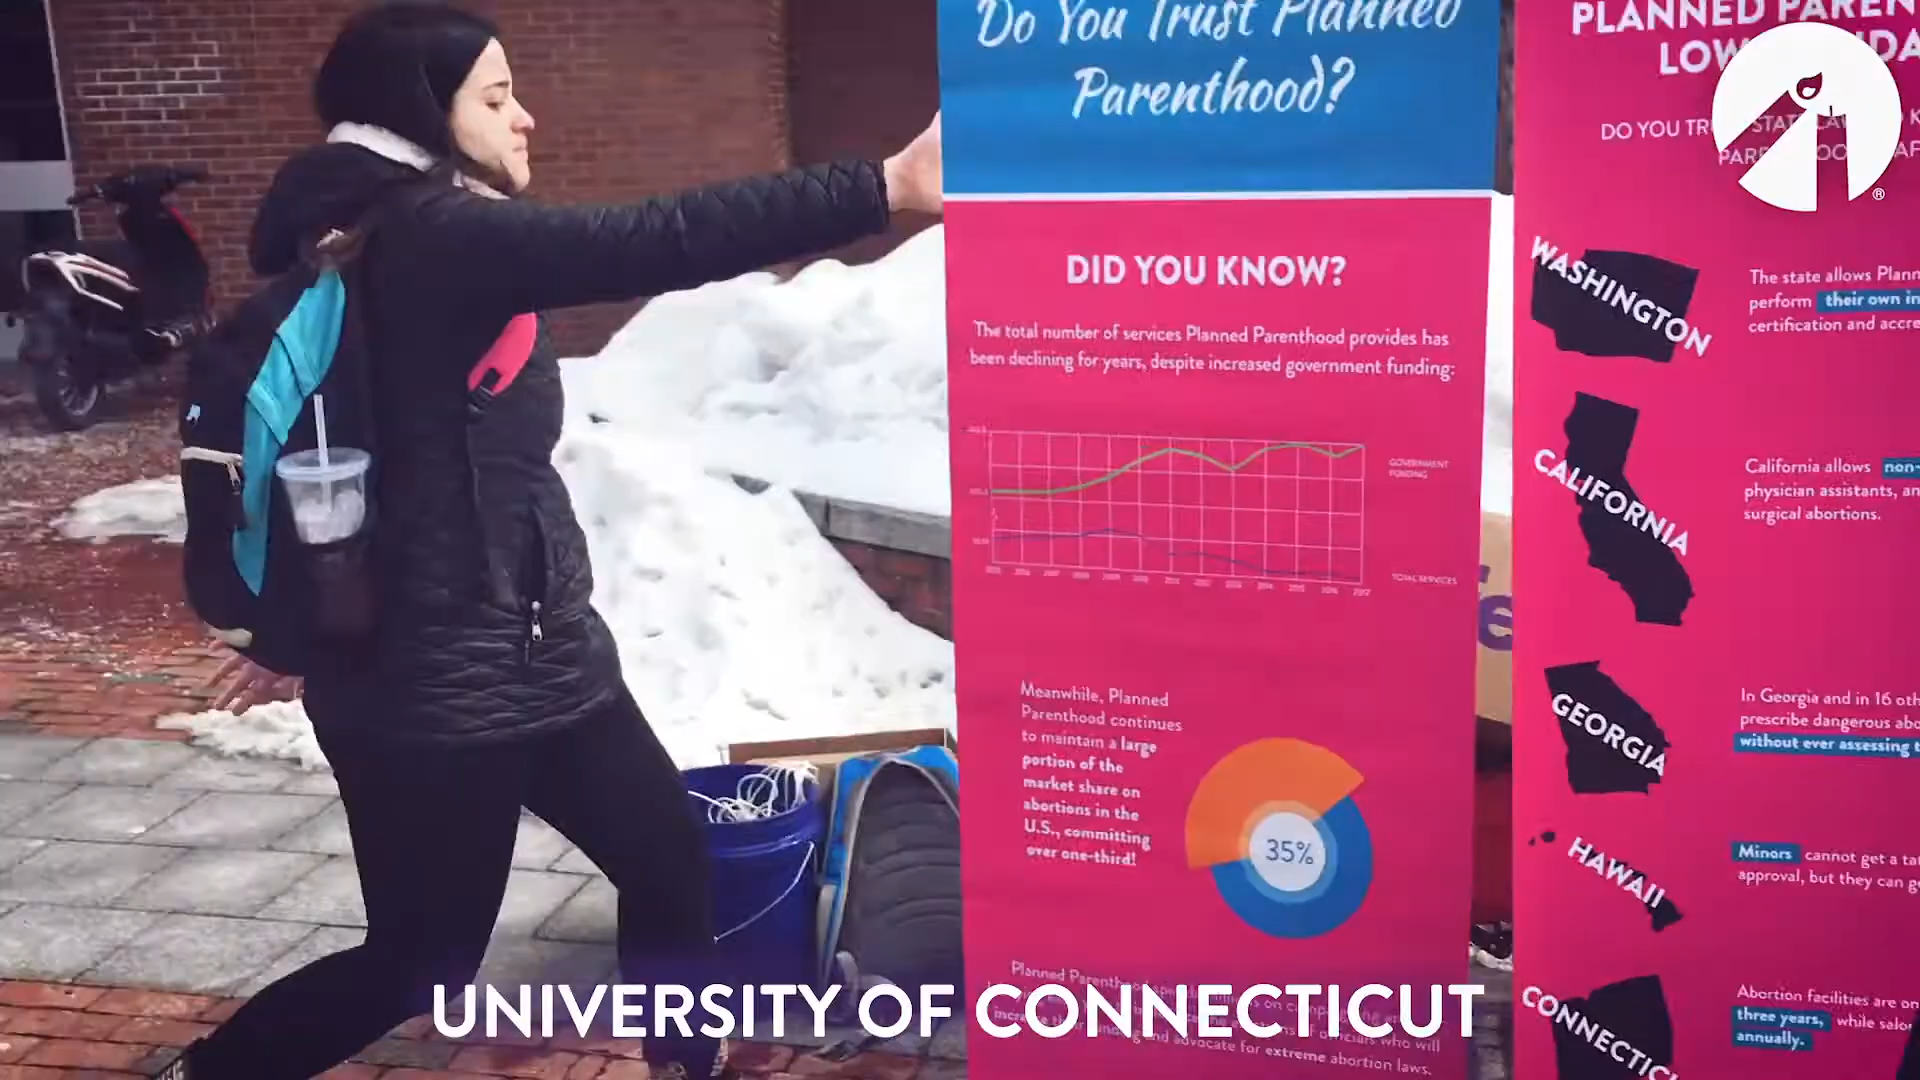 Do You Trust Planned
Parenthood?
DID YOU KNOW?
The total number of services Planned Parenthood provides has
been declining for years, despite increased government funding:
GOVERNMENT
FUNDING
TOTAL SERVICES
Meanwhile, Planned
Parenthood continues
to maintain a large
portion of the
market share on
abortions in the
U.S., committing
over one-third!
35%
and advocate for extreme abortion laws.
PLANNED
LOW
DO YOU
WASHINGTON
The state allows
perform their own
certification and
CALIFORNIA
California allows
physician assistants,
surgical abortions.
GEORGIA
In Georgia and in 16
prescribe dangerous
without ever assessing
HAWAII
Minors cannot get a
approval, but they can
Abortion facilities are
three years, while
annually.
®
UNIVERSITY OF CONNECTICUT